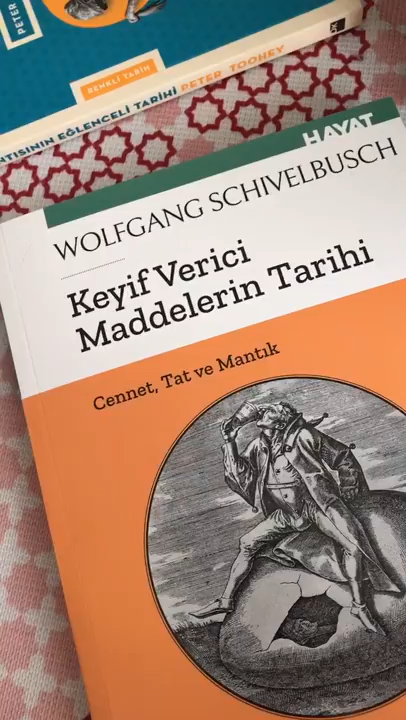 PETER
RENKLİ TARİH
NTISININ EĞLENCELİ TARİHİ PETER TOOHEY
HAYAT
WOLFGANG SCHIVELBUSCH
Keyif Verici
Maddelerin Tarihi
Cennet, Tat ve Mantık